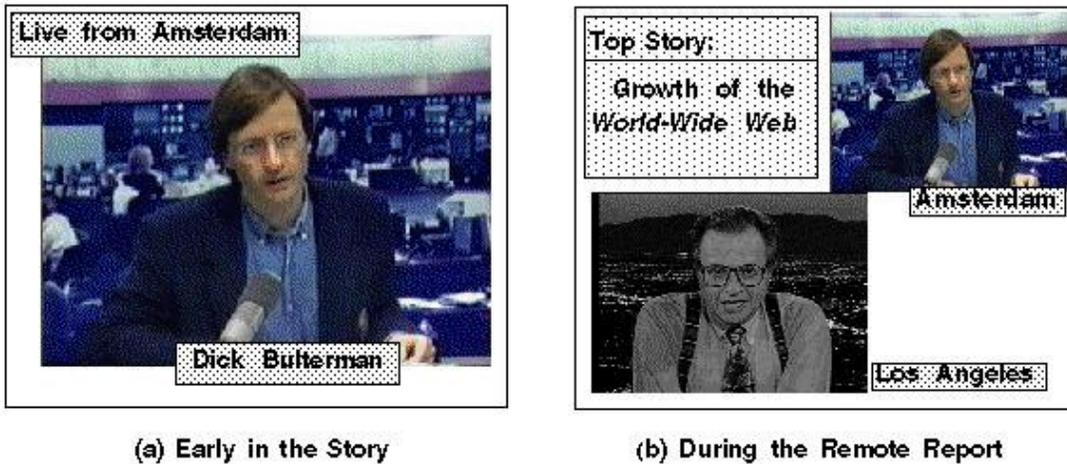 Live from Amsterdam
Dick Bulterman
(a) Early in the Story
Top Story:
Growth of the
World-Wide Web
Amsterdam
Los Angeles
(b) During the Remote Report